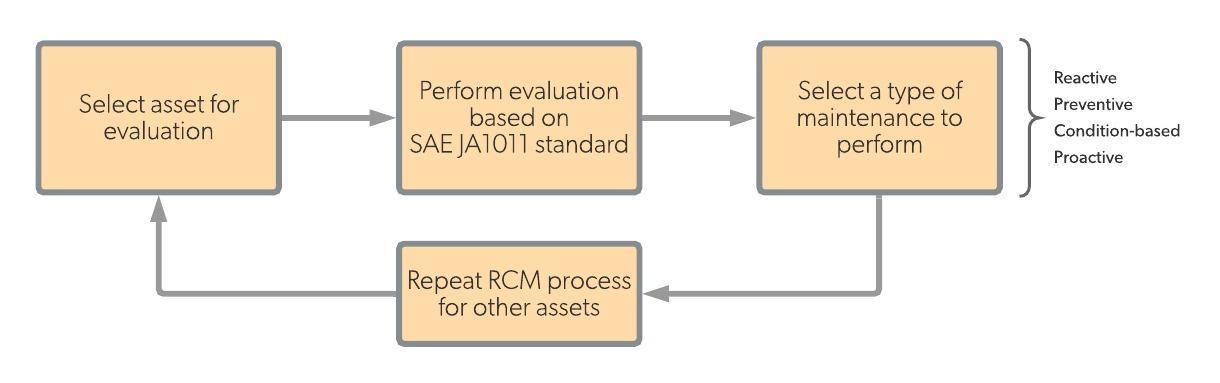 Select asset for
evaluation
Perform evaluation
based on
SAE JA1011 standard
Select a type of
maintenance to
perform
Reactive
Preventive
Condition-based
Proactive
Repeat RCM process
for other assets